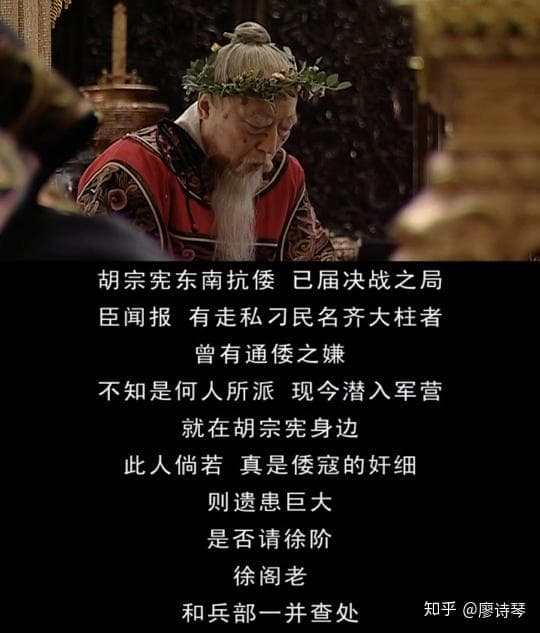 胡宗宪东南抗倭 已届决战之局
臣闻报 有走私刁民名齐大柱者
曾有通倭之嫌
不知是何人所派 现今潜入军营
就在胡宗宪身边
此人倘若 真是倭寇的奸细
则遗患巨大
是否请徐阶
徐阁老
和兵部一并查处
知乎 @廖诗琴